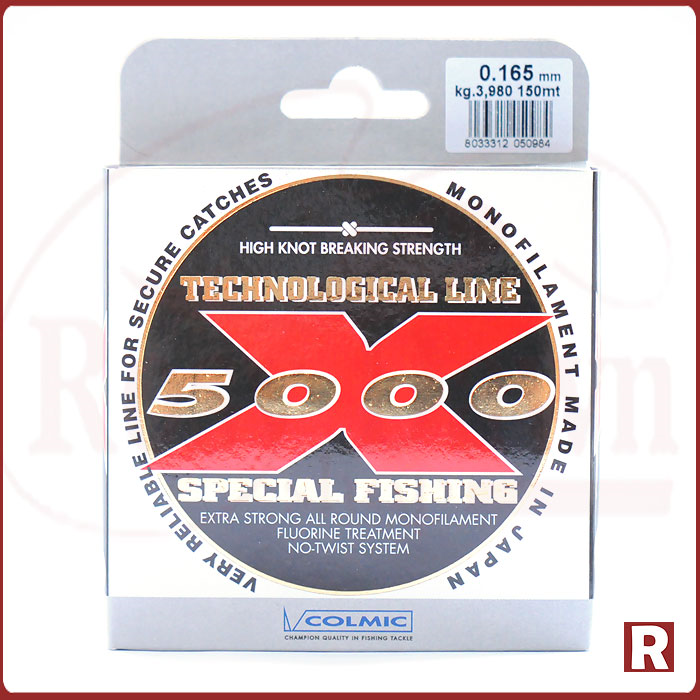 0.165 mm
kg.3,980 150mt
8033312 050984
VERY RELIABLE LINE FOR SECURE CATCHES
MONOFILAMENT MADE IN JAPAN
HIGH KNOT BREAKING STRENGTH
TECHNOLOGICAL LINE
X
5000
SPECIAL FISHING
EXTRA STRONG ALL ROUND MONOFILAMENT
FLUORINE TREATMENT
NO-TWIST SYSTEM
COLMIC
CHAMPION QUALITY IN FISHING TACKLE
R